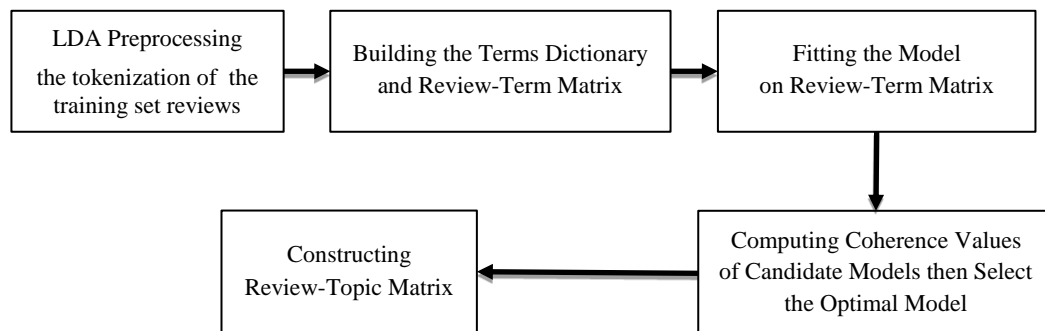 LDA Preprocessing
the tokenization of the
training set reviews
Building the Terms Dictionary
and Review-Term Matrix
Fitting the Model
on Review-Term Matrix
Computing Coherence Values
of Candidate Models then Select
the Optimal Model
Constructing
Review-Topic Matrix